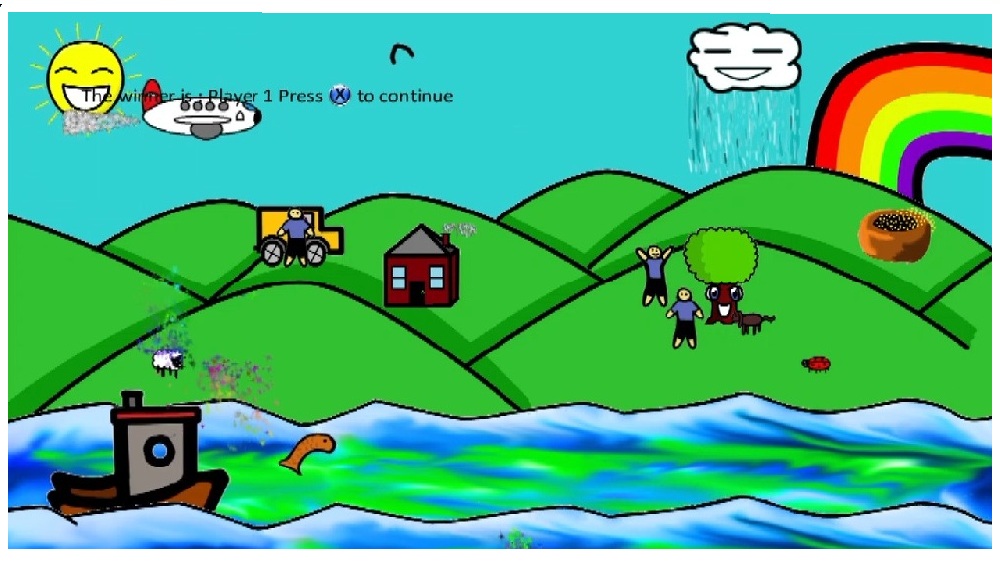 The winner is : Player 1 Press X to continue